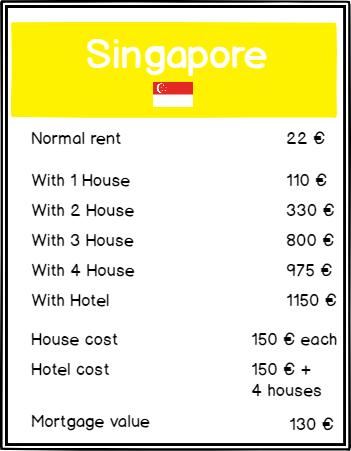 Singapore
Normal rent 22 €
With 1 House 110 €
With 2 House 330 €
With 3 House 800 €
With 4 House 975 €
With Hotel 1150 €
House cost 150 € each
Hotel cost 150 € +
4 houses
Mortgage value 130 €